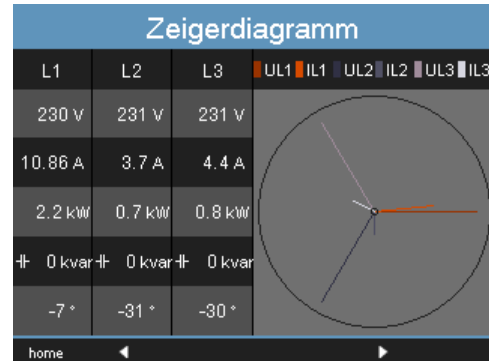 Zeigerdiagramm
L1 L2 L3 UL1 IL1 UL2 IL2 UL3 IL3
230 V 231 V 231 V
10.86 A 3.7 A 4.4 A
2.2 kW 0.7 kW 0.8 kW
0 kvar 0 kvar 0 kvar
-7 ° -31 ° -30 °
home